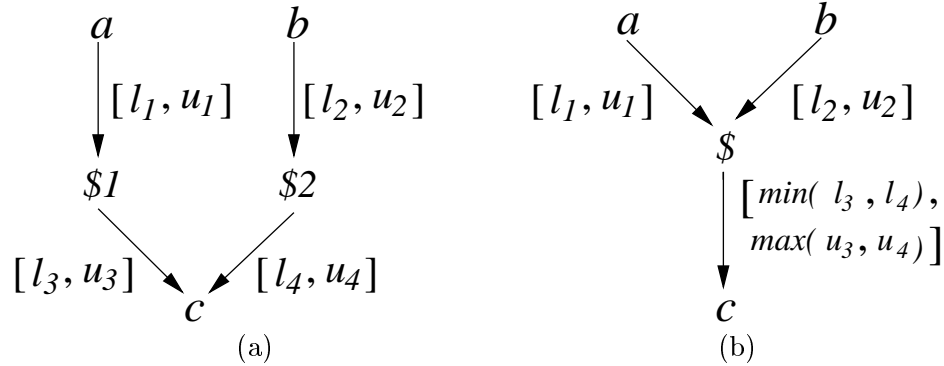 a b
[l1, u1] [l2, u2]
$1 $2
[l3, u3] [l4, u4]
c
(a)
a b
[l1, u1] [l2, u2]
$
[min( l3 , l4) ,
max( u3 , u4)]
c
(b)